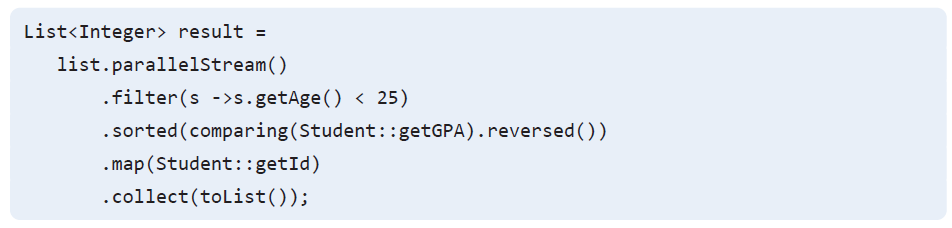 List<Integer> result =
list.parallelStream()
.filter(s ->s.getAge() < 25)
.sorted(comparing(Student::getGPA).reversed())
.map(Student::getId)
.collect(toList());